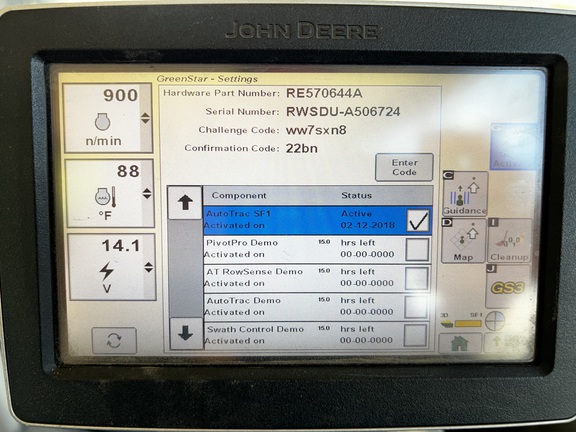 JOHN DEERE
GreenStar - Settings
900
n/min
88
°F
14.1
V
Hardware Part Number: RE570644A
Serial Number: RWSDU-A506724
Challenge Code: ww7sxn8
Confirmation Code: 22bn
Enter
Code
Component Status
AutoTrac SF1 Active
Activated on 02-12-2018
PivotPro Demo 15.0 hrs left
Activated on 00-00-0000
AT RowSense Demo 15.0 hrs left
Activated on 00-00-0000
AutoTrac Demo 15.0 hrs left
Activated on 00-00-0000
Swath Control Demo 15.0 hrs left
Activated on 00-00-0000
C
Guidance
D
Map
I
Cleanup
J
GS3
3D SF1